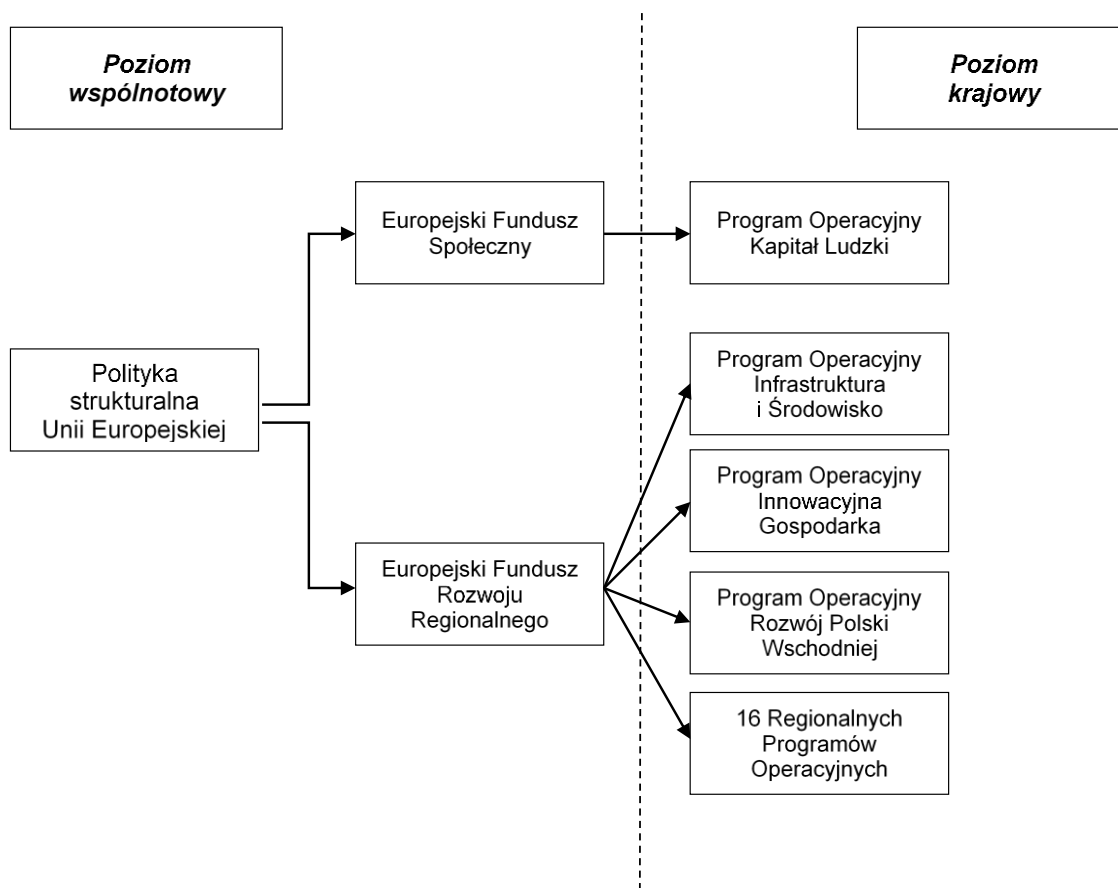 Poziom
wspólnotowy
Poziom
krajowy
Europejski Fundusz
Społeczny
Program Operacyjny
Kapitał Ludzki
Polityka
strukturalna
Unii Europejskiej
Program Operacyjny
Infrastruktura
i Środowisko
Program Operacyjny
Innowacyjna
Gospodarka
Europejski Fundusz
Rozwoju
Regionalnego
Program Operacyjny
Rozwój Polski
Wschodniej
16 Regionalnych
Programów
Operacyjnych